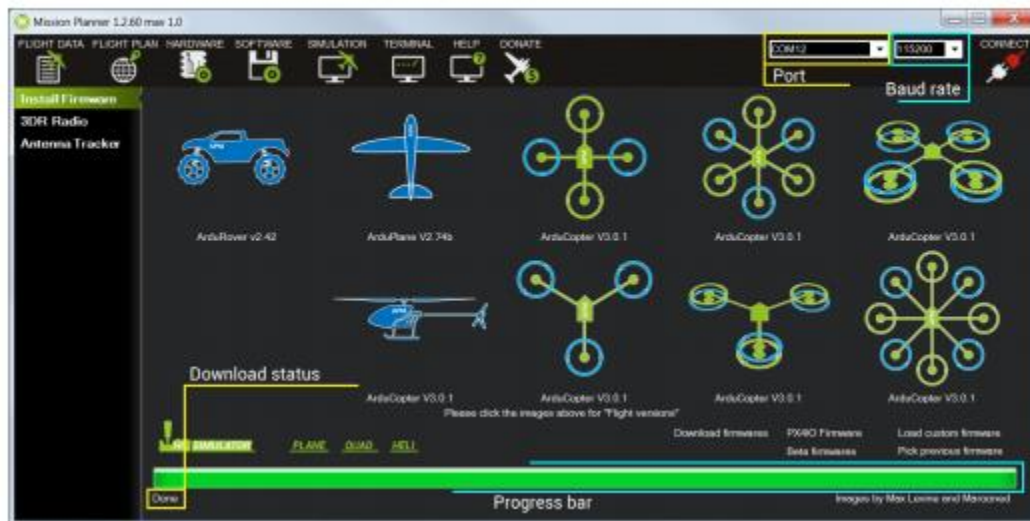 Mission Planner 1.2.60 mav 1.0
FLIGHT DATA FLIGHT PLAN HARDWARE SOFTWARE SIMULATION TERMINAL HELP DONATE
COM12 115200 CONNECT
Port
Baud rate
Install Firmware
3DR Radio
Antenna Tracker
APM
ArduRover v2.42 ArduPlane V2.74b ArduCopter V3.0.1 ArduCopter V3.0.1 ArduCopter V3.0.1
APM
Download status
ArduCopter V3.0.1 ArduCopter V3.0.1 ArduCopter V3.0.1 ArduCopter V3.0.1
Please click the images above for "Flight versions"
Download firmwares PX4IO Firmware Load custom firmware
SIMULATOR PLANE QUAD HELI
Beta firmwares Pick previous firmware
Done
Progress bar
Images by Max Levine and Marooned